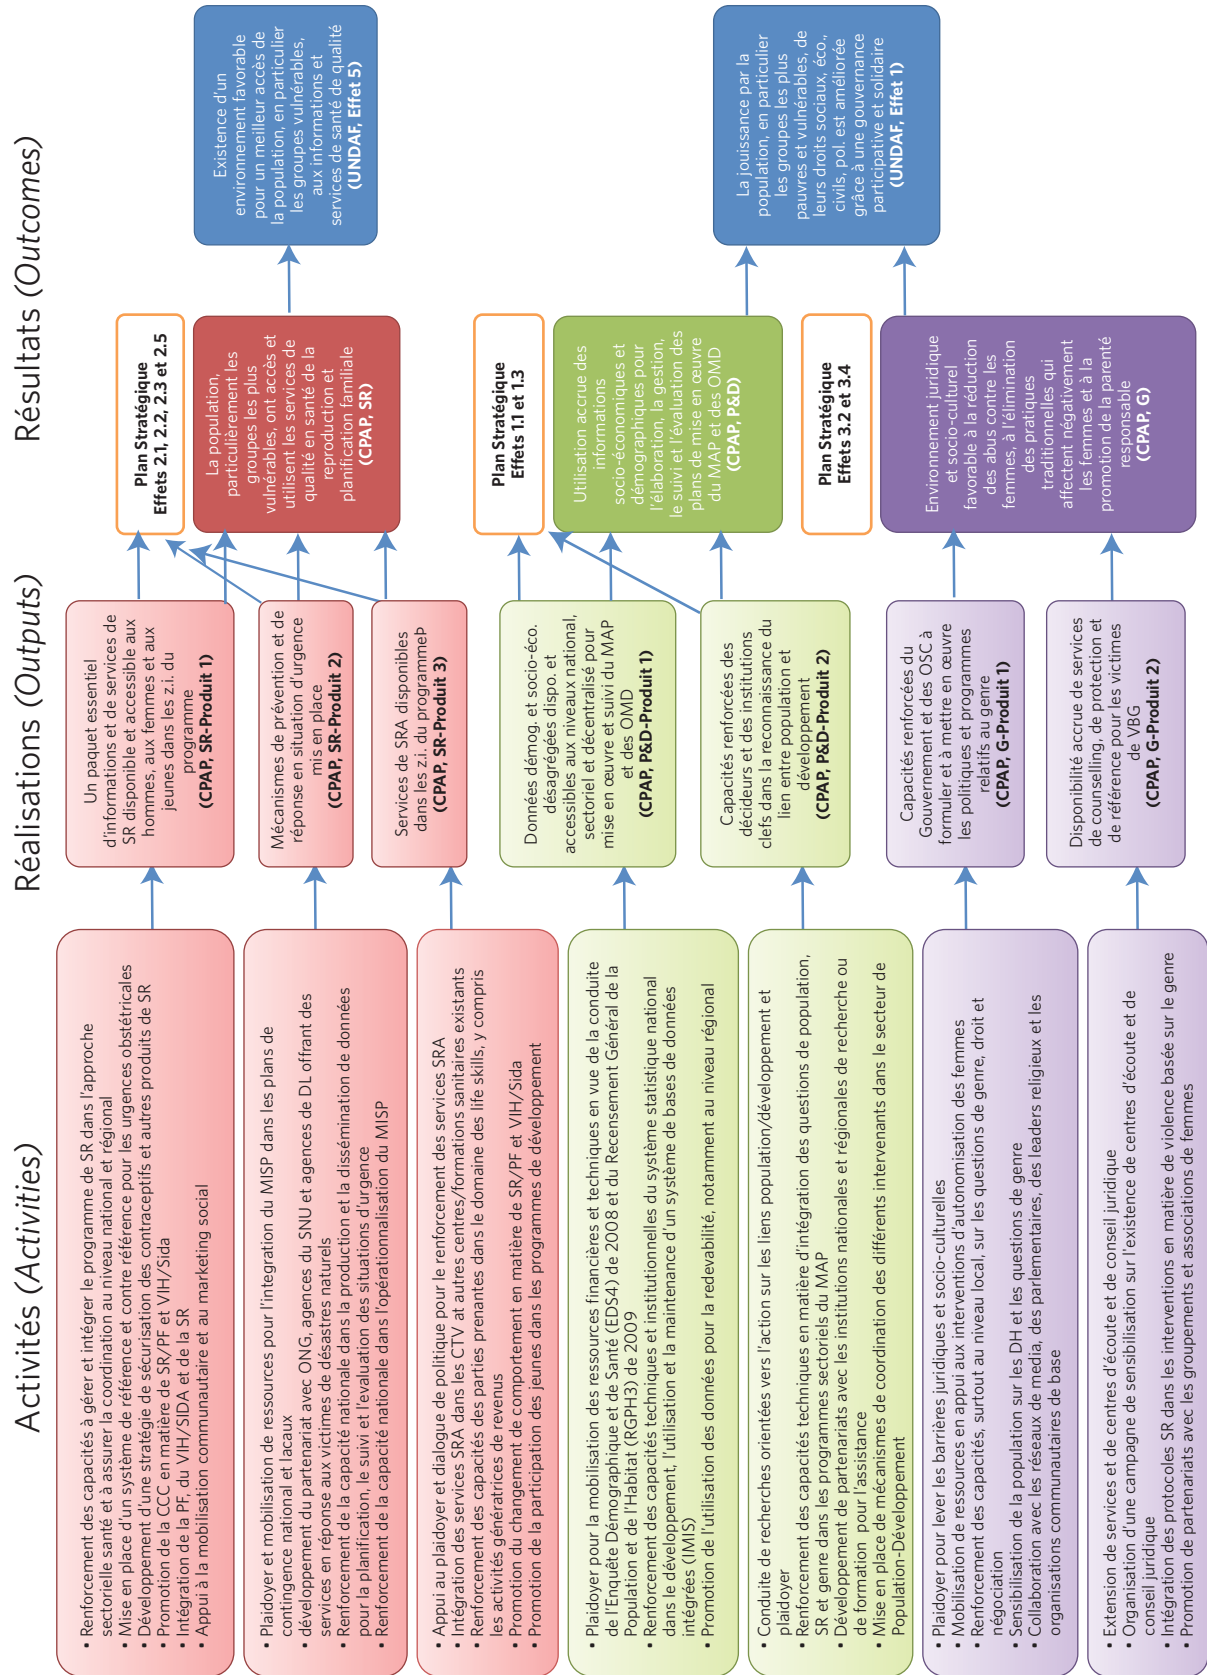 Activités (Activities)
Réalisations (Outputs)
Résultats (Outcomes)
• Renforcement des capacités à gérer et intégrer le programme de SR dans l'approche
sectorielle santé et à assurer la coordination au niveau national et régional
• Mise en place d'un système de référence et contre référence pour les urgences obstétricales
• Développement d'une stratégie de sécurisation des contraceptifs et autres produits de SR
• Promotion de la CCC en matière de SR/PF et VIH/Sida
• Intégration de la PF, du VIH/SIDA et de la SR
• Appui à la mobilisation communautaire et au marketing social
• Plaidoyer et mobilisation de ressources pour l'integration du MISP dans les plans de
contingence national et lacaux
• développement du partenariat avec ONG, agences du SNU et agences de DL offrant des
services en réponse aux victimes de désastres naturels
• Renforcement de la capacité nationale dans la production et la dissémination de données
pour la planification, le suivi et l'evaluation des situations d'urgence
• Renforcement de la capacité nationale dans l'opérationnalisation du MISP
• Appui au plaidoyer et dialogue de politique pour le renforcement des services SRA
• Intégration des services SRA dans les CTV at autres centres/formations sanitaires existants
• Renforcement des capacités des parties prenantes dans le domaine des life skills, y compris
les activités génératrices de revenus
• Promotion du changement de comportement en matière de SR/PF et VIH/Sida
• Promotion de la participation des jeunes dans les programmes de développement
• Plaidoyer pour la mobilisation des ressources financières et techniques en vue de la conduite
de l'Enquête Démographique et de Santé (EDS4) de 2008 et du Recensement Général de la
Population et de l'Habitat (RGPH3) de 2009
• Renforcement des capacités techniques et institutionnelles du système statistique national
dans le développement, l'utilisation et la maintenance d'un système de bases de données
intégrées (IMIS)
• Promotion de l'utilisation des données pour la redevabilité, notamment au niveau régional
• Conduite de recherches orientées vers l'action sur les liens population/développement et
plaidoyer
• Renforcement des capacités techniques en matière d'intégration des questions de population,
SR et genre dans les programmes sectoriels du MAP
• Développement de partenariats avec les institutions nationales et régionales de recherche ou
de formation pour l'assistance
• Mise en place de mécanismes de coordination des différents intervenants dans le secteur de
Population-Développement
• Plaidoyer pour lever les barrières juridiques et socio-culturelles
• Mobilisation de ressources en appui aux interventions d'autonomisation des femmes
• Renforcement des capacités, surtout au niveau local, sur les questions de genre, droit et
négociation
• Sensibilisation de la population sur les DH et les questions de genre
• Collaboration avec les réseaux de media, des parlementaires, des leaders religieux et les
organisations communautaires de base
• Extension de services et de centres d'écoute et de conseil juridique
• Organisation d'une campagne de sensibilisation sur l'existence de centres d'écoute et de
conseil juridique
• Intégration des protocoles SR dans les interventions en matière de violence basée sur le genre
• Promotion de partenariats avec les groupements et associations de femmes
Un paquet essentiel
d'informations et de services de
SR disponible et accessible aux
hommes, aux femmes et aux
jeunes dans les z.i. du
programme
(CPAP, SR-Produit 1)
Mécanismes de prévention et de
réponse en situation d'urgence
mis en place
(CPAP, SR-Produit 2)
Services de SRA disponibles
dans les z.i. du programmeÞ
(CPAP, SR-Produit 3)
Données démog. et socio-éco.
désagrégées dispo. et
accessibles aux niveaux national,
sectoriel et décentralisé pour
mise en œuvre et suivi du MAP
et des OMD
(CPAP, P&D-Produit 1)
Capacités renforcées des
décideurs et des institutions
clefs dans la reconnaissance du
lien entre population et
développement
(CPAP, P&D-Produit 2)
Capacités renforcées du
Gouvernement et des OSC à
formuler et à mettre en œuvre
les politiques et programmes
relatifs au genre
(CPAP, G-Produit 1)
Disponibilité accrue de services
de counselling, de protection et
de référence pour les victimes
de VBG
(CPAP, G-Produit 2)
Plan Stratégique
Effets 2.1, 2.2, 2.3 et 2.5
La population,
particulièrement les
groupes les plus
vulnérables, ont accès et
utilisent les services de
qualité en santé de la
reproduction et
planification familiale
(CPAP, SR)
Plan Stratégique
Effets 1.1 et 1.3
Utilisation accrue des
informations
socio-économiques et
démographiques pour
l'élaboration, la gestion,
le suivi et l'évaluation des
plans de mise en œuvre
du MAP et des OMD
(CPAP, P&D)
Plan Stratégique
Effets 3.2 et 3.4
Environnement juridique
et socio-culturel
favorable à la réduction
des abus contre les
femmes, à l'élimination
des pratiques
traditionnelles qui
affectent négativement
les femmes et à la
promotion de la parenté
responsable
(CPAP, G)
Existence d'un
environnement favorable
pour un meilleur accès de
la population, en particulier
les groupes vulnérables,
aux informations et
services de santé de qualité
(UNDAF, Effet 5)
La jouissance par la
population, en particulier
les groupes les plus
pauvres et vulnérables, de
leurs droits sociaux, éco.,
civils, pol. est améliorée
grâce à une gouvernance
participative et solidaire
(UNDAF, Effet 1)